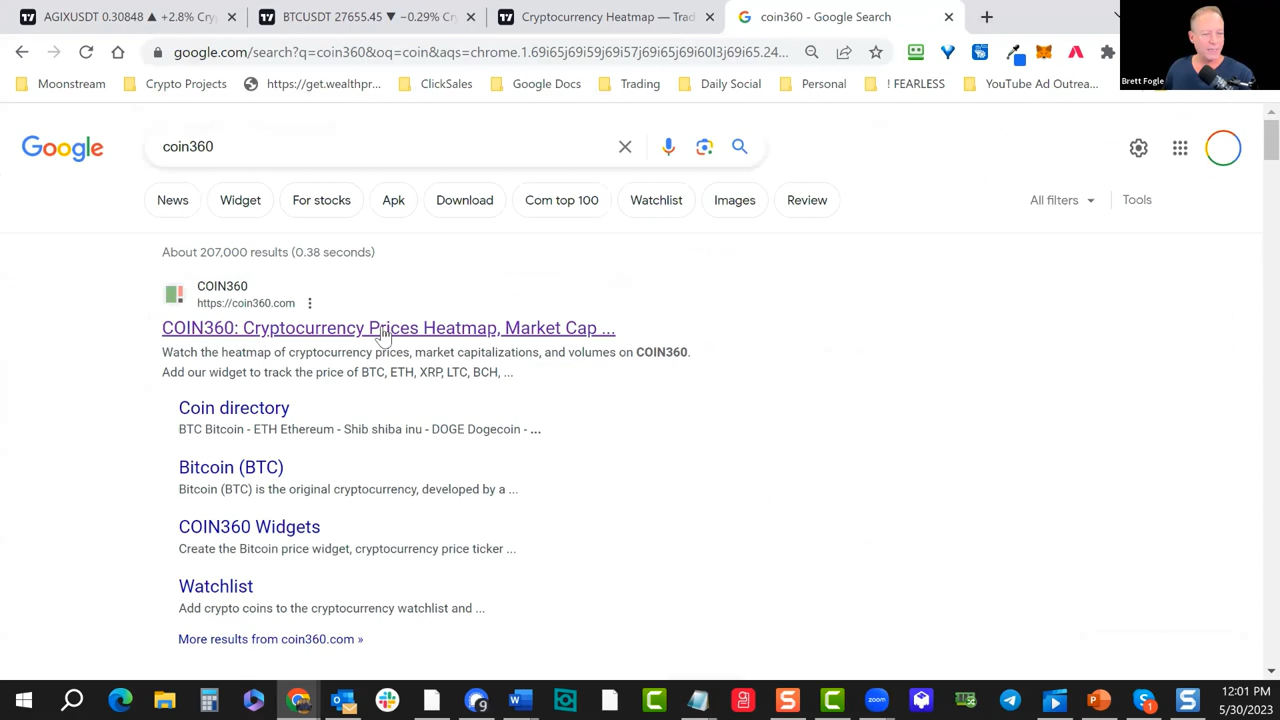 AGIXUSDT 0.30848 ▲ +2.8% Cry
BTCUSDT 27655.45 ▼ −0.29% Cry
Cryptocurrency Heatmap — Trad
coin360 - Google Search
google.com/search?q=coin360&oq=coin&aqs=chrome.1.69i65j69i59j69i57j69i65j69i60l3j69i65.24...
Brett Fogle
Moonstream
Crypto Projects
https://get.wealthpr...
ClickSales
Google Docs
Trading
Daily Social
Personal
! FEARLESS
YouTube Ad Outrea...
Google
coin360
News
Widget
For stocks
Apk
Download
Com top 100
Watchlist
Images
Review
All filters
Tools
About 207,000 results (0.38 seconds)
COIN360
https://coin360.com
COIN360: Cryptocurrency Prices Heatmap, Market Cap ...
Watch the heatmap of cryptocurrency prices, market capitalizations, and volumes on COIN360.
Add our widget to track the price of BTC, ETH, XRP, LTC, BCH, ...
Coin directory
BTC Bitcoin - ETH Ethereum - Shib shiba inu - DOGE Dogecoin - ...
Bitcoin (BTC)
Bitcoin (BTC) is the original cryptocurrency, developed by a ...
COIN360 Widgets
Create the Bitcoin price widget, cryptocurrency price ticker ...
Watchlist
Add crypto coins to the cryptocurrency watchlist and ...
More results from coin360.com »
12:01 PM
5/30/2023